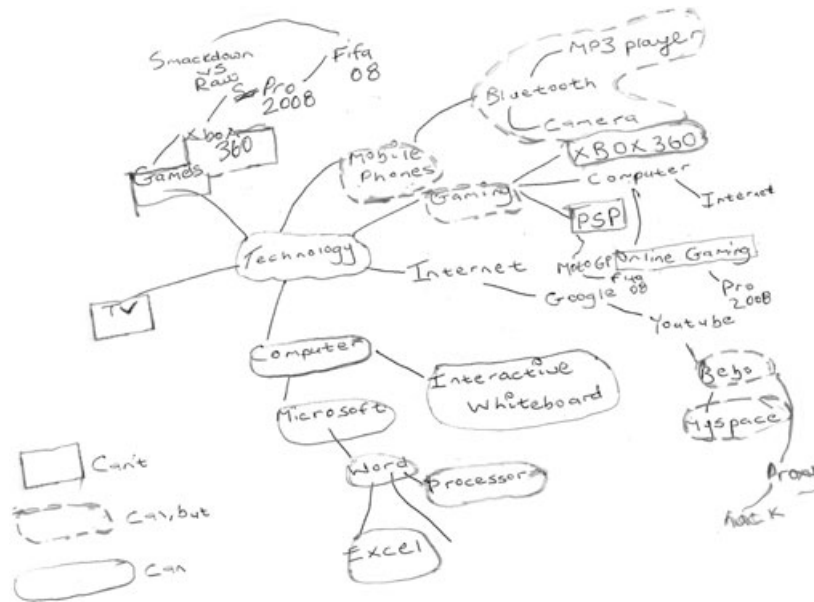 Smackdown
vs
Raw
Pro
2008
Fifa
08
Xbox
360
Games
Mobile
Phones
Bluetooth
MP3 player
Camera
Gaming
XBOX 360
Computer
Internet
PSP
MotoGP
Fifa
08
Online Gaming
Pro
2008
Technology
Internet
Google
Youtube
Bebo
Myspace
TV
Computer
Interactive
Whiteboard
Microsoft
Word
Processor
Excel
Can't
Can, but
Can